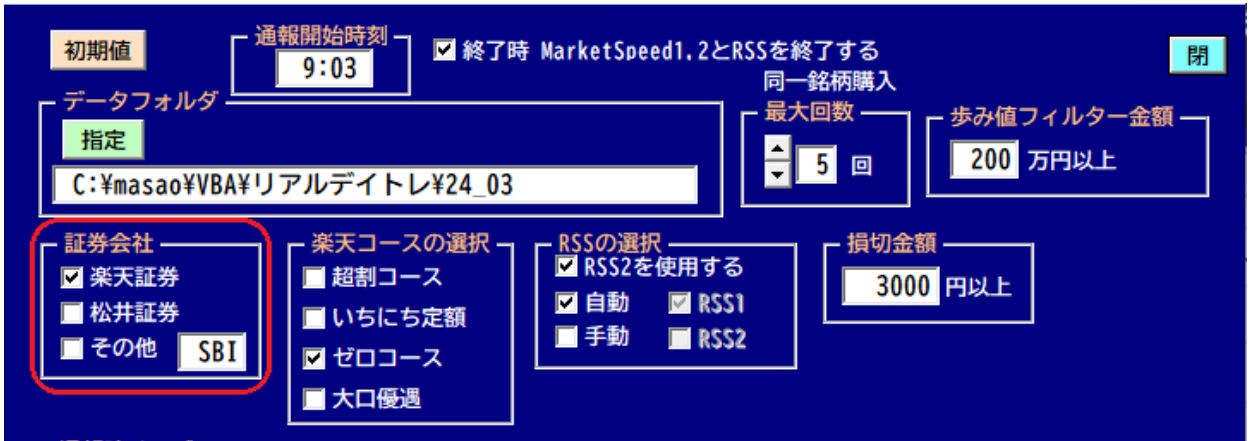 初期値
通報開始時刻
9:03
終了時 MarketSpeed1.2とRSSを終了する
閉
データフォルダ
指定
C:¥masao¥VBA¥リアルデイトレ¥24_03
同一銘柄購入
最大回数
5 回
歩み値フィルター金額
200 万円以上
証券会社
楽天証券
松井証券
その他 SBI
楽天コースの選択
超割コース
いちにち定額
ゼロコース
大口優遇
RSSの選択
RSS2を使用する
自動 RSS1
手動 RSS2
損切金額
3000 円以上